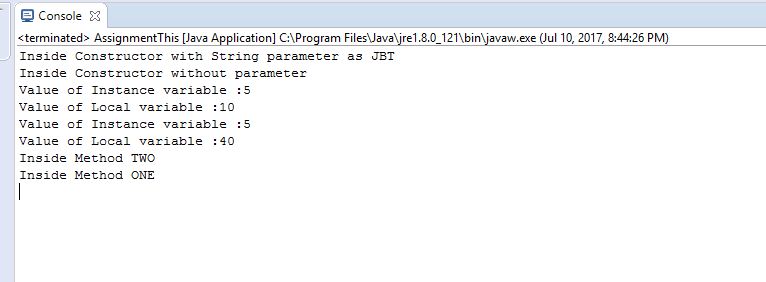 Console
<terminated> AssignmentThis [Java Application] C:\Program Files\Java\jre1.8.0_121\bin\javaw.exe (Jul 10, 2017, 8:44:26 PM)
Inside Constructor with String parameter as JBT
Inside Constructor without parameter
Value of Instance variable :5
Value of Local variable :10
Value of Instance variable :5
Value of Local variable :40
Inside Method TWO
Inside Method ONE